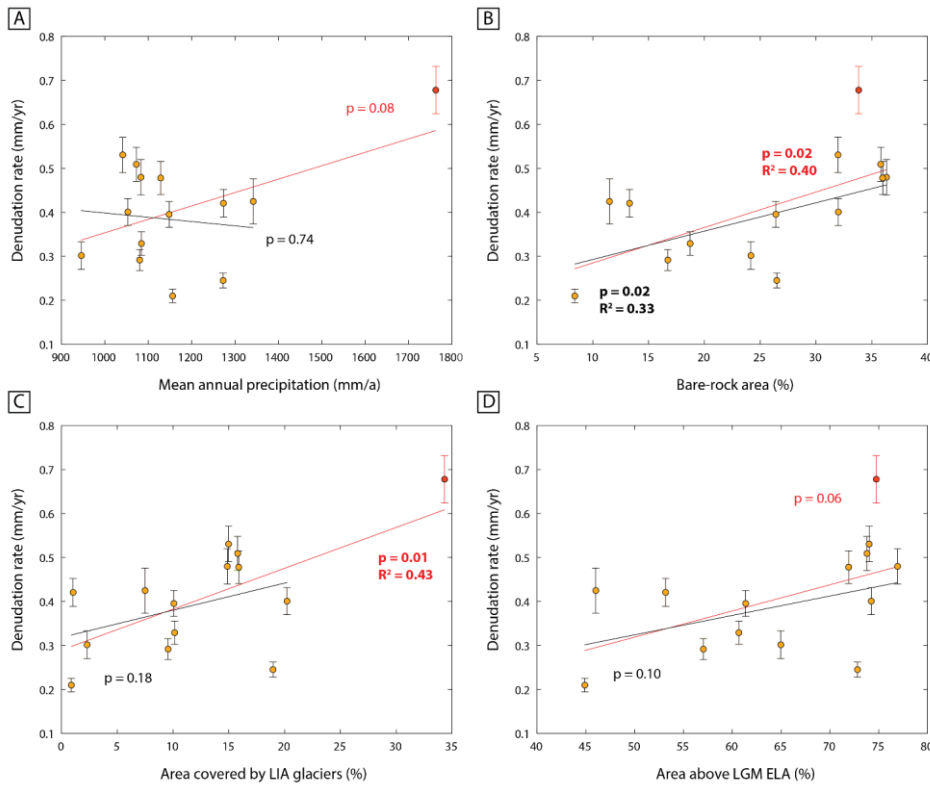 A
0.8
0.7
0.6
0.5
0.4
0.3
0.2
0.1
Denudation rate (mm/yr)
p = 0.08
p = 0.74
900 1000 1100 1200 1300 1400 1500 1600 1700 1800
Mean annual precipitation (mm/a)
B
0.8
0.7
0.6
0.5
0.4
0.3
0.2
0.1
Denudation rate (mm/yr)
p = 0.02
R² = 0.40
p = 0.02
R² = 0.33
5 10 15 20 25 30 35 40
Bare-rock area (%)
C
0.8
0.7
0.6
0.5
0.4
0.3
0.2
0.1
Denudation rate (mm/yr)
p = 0.01
R² = 0.43
p = 0.18
0 5 10 15 20 25 30 35
Area covered by LIA glaciers (%)
D
0.8
0.7
0.6
0.5
0.4
0.3
0.2
0.1
Denudation rate (mm/yr)
p = 0.06
p = 0.10
40 45 50 55 60 65 70 75 80
Area above LGM ELA (%)